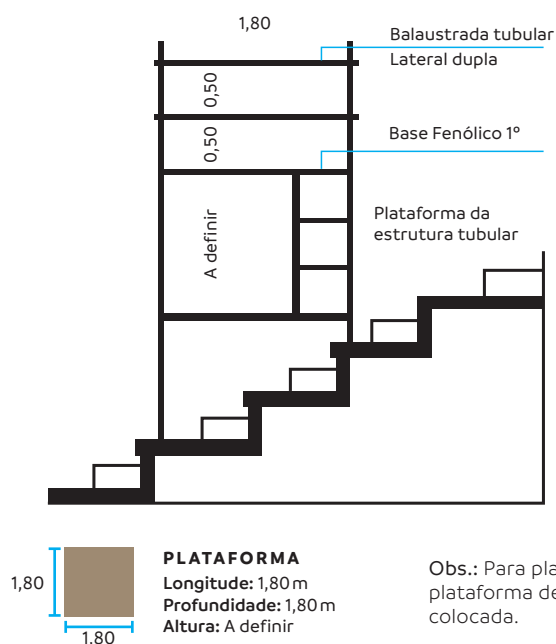 1,80
Balaustrada tubular
Lateral dupla
0,50
0,50
Base Fenólico 1º
A definir
Plataforma da
estrutura tubular
PLATAFORMA
Longitude: 1,80 m
Profundidade: 1,80 m
Altura: A definir
1,80
1,80
Obs.: Para pla
plataforma de
colocada.